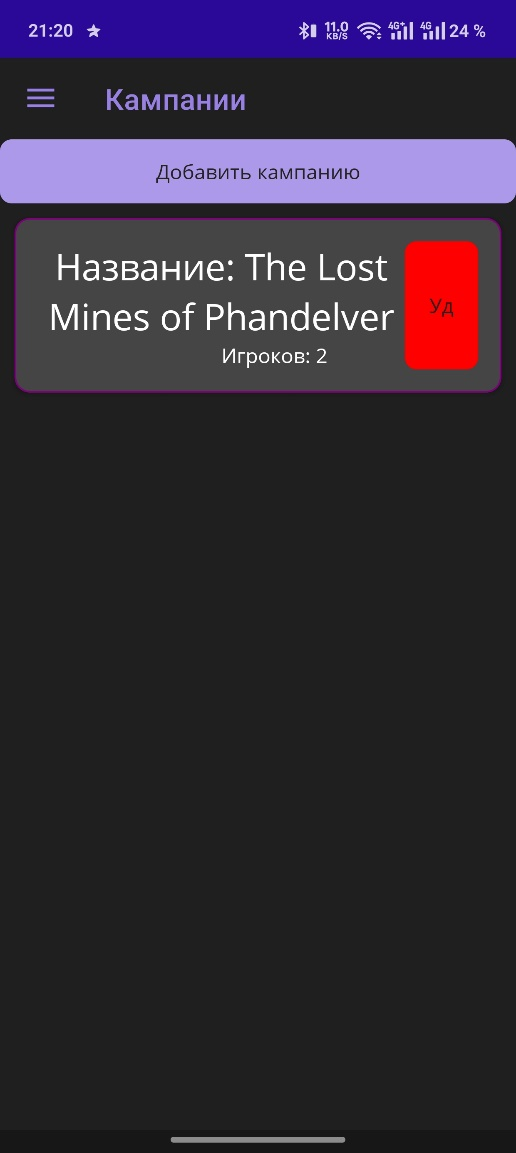 21:20 11.0 KB/S 4G+ 4G 24 %
Кампании
Добавить кампанию
Название: The Lost
Mines of Phandelver
Игроков: 2
Уд